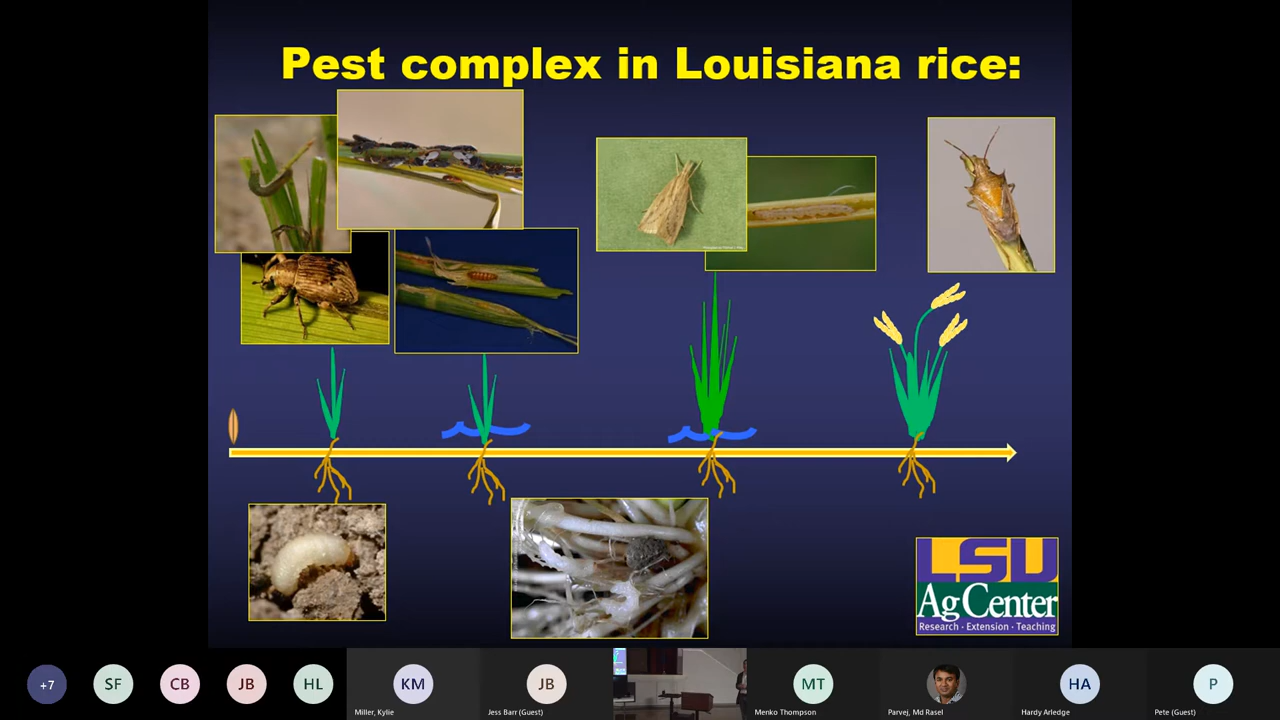 Pest complex in Louisiana rice:
LSU
AgCenter
Research · Extension · Teaching
+7
SF
CB
JB
HL
KM
Miller, Kylie
JB
Jess Barr (Guest)
MT
Menko Thompson
Parvej, Md Rasel
HA
Hardy Arledge
P
Pete (Guest)